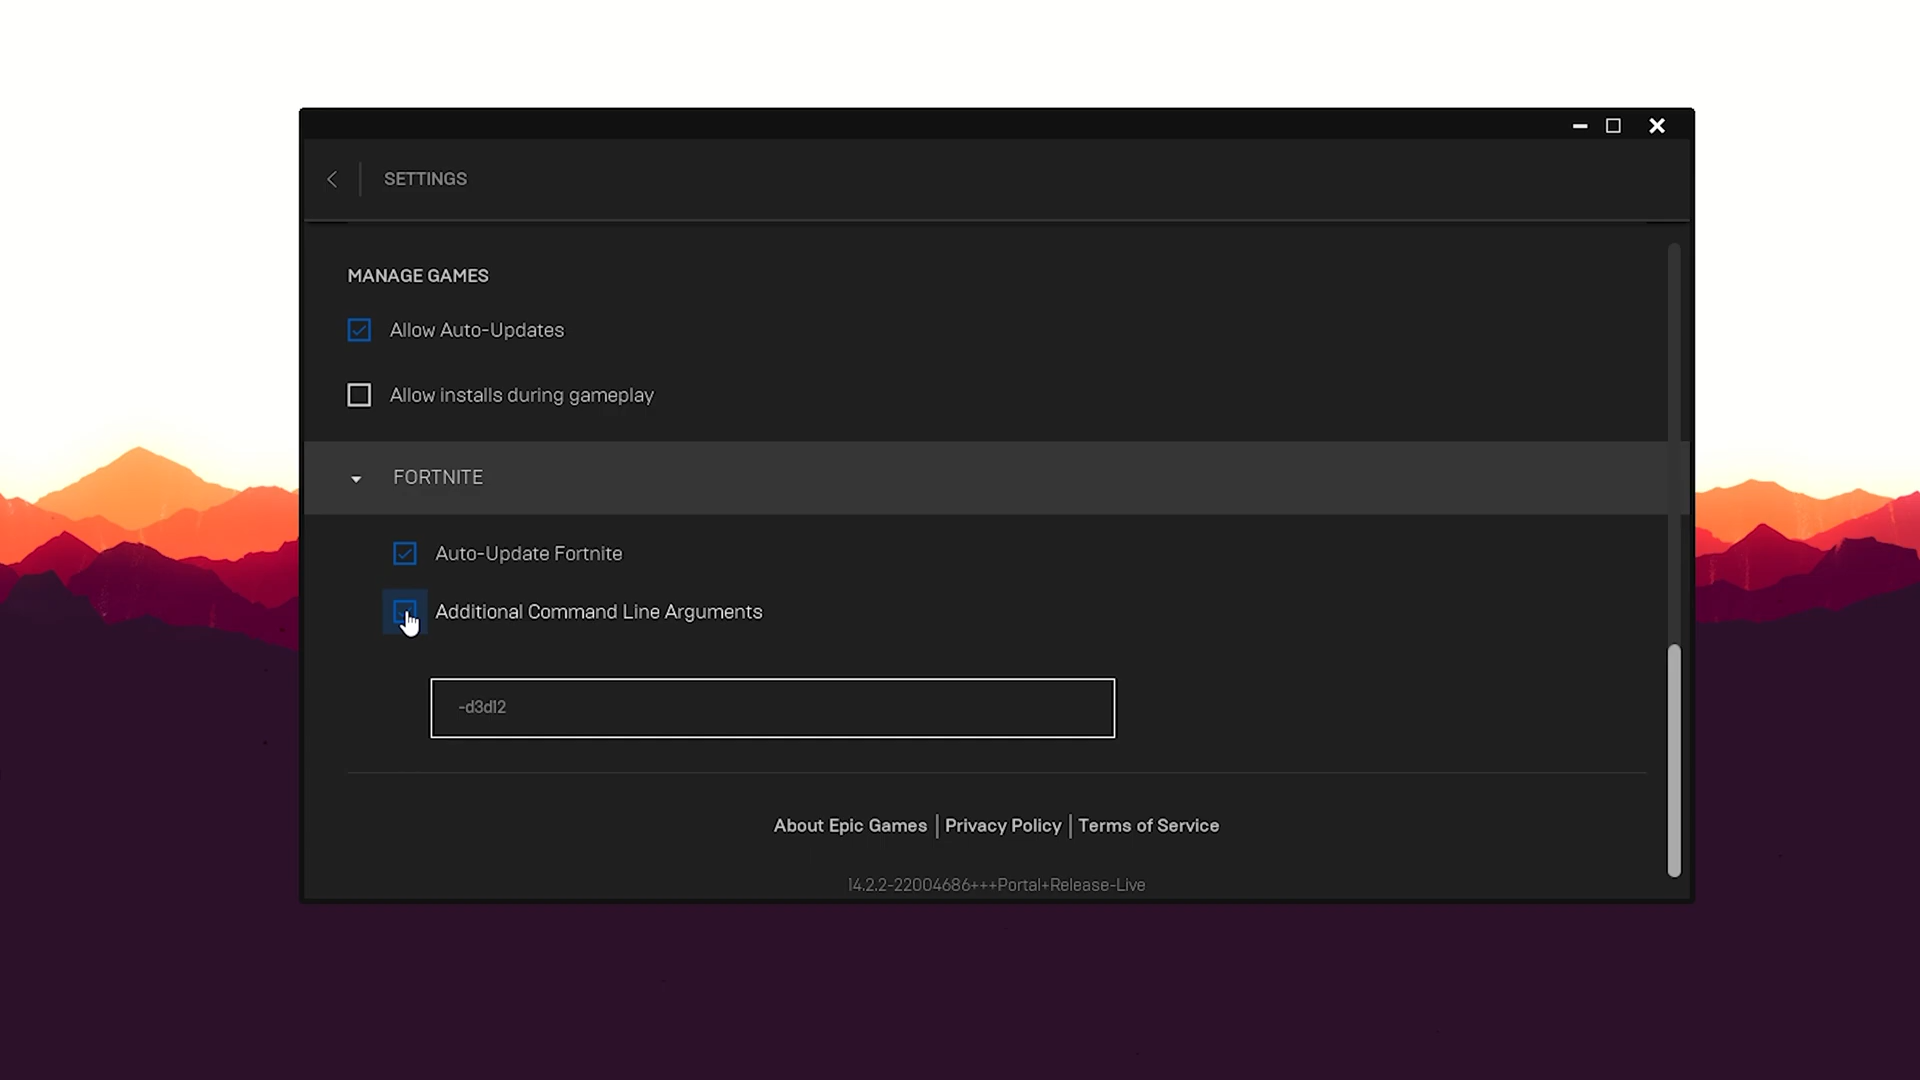 SETTINGS
MANAGE GAMES
Allow Auto-Updates
Allow installs during gameplay
FORTNITE
Auto-Update Fortnite
Additional Command Line Arguments
-d3d12
About Epic Games | Privacy Policy | Terms of Service
14.2.2-22004686+++Portal+Release-Live